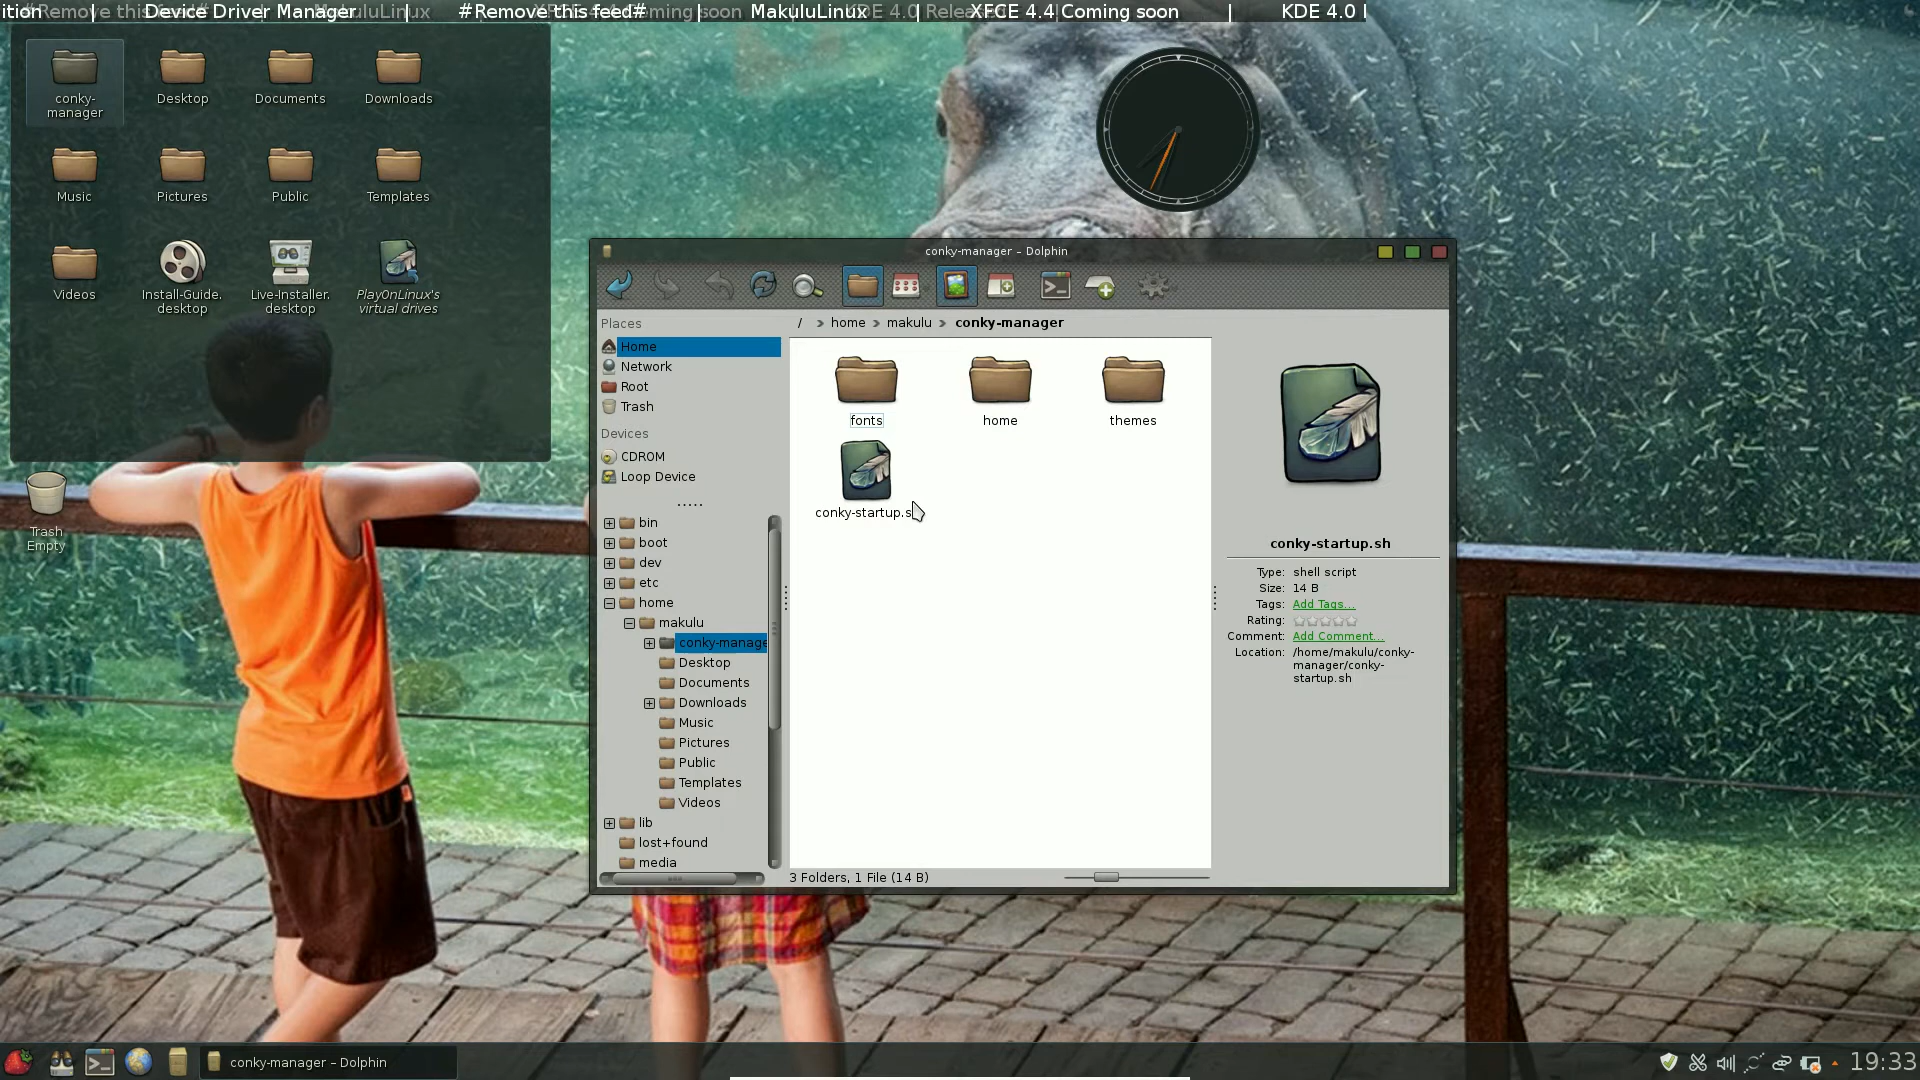 ition | Device Driver Manager | #Remove this feed# | MakuluLinux | XFCE 4.4 Coming soon | KDE 4.0
conky-
manager
Desktop
Documents
Downloads
Music
Pictures
Public
Templates
Videos
Install-Guide.
desktop
Live-Installer.
desktop
PlayOnLinux's
virtual drives
Trash
Empty
conky-manager – Dolphin
Places
Home
Network
Root
Trash
Devices
CDROM
Loop Device
bin
boot
dev
etc
home
makulu
conky-manage
Desktop
Documents
Downloads
Music
Pictures
Public
Templates
Videos
lib
lost+found
media
/ > home > makulu > conky-manager
fonts
home
themes
conky-startup.s
3 Folders, 1 File (14 B)
conky-startup.sh
Type: shell script
Size: 14 B
Tags: Add Tags...
Rating:
Comment: Add Comment...
Location: /home/makulu/conky-
manager/conky-
startup.sh
conky-manager – Dolphin
19:33